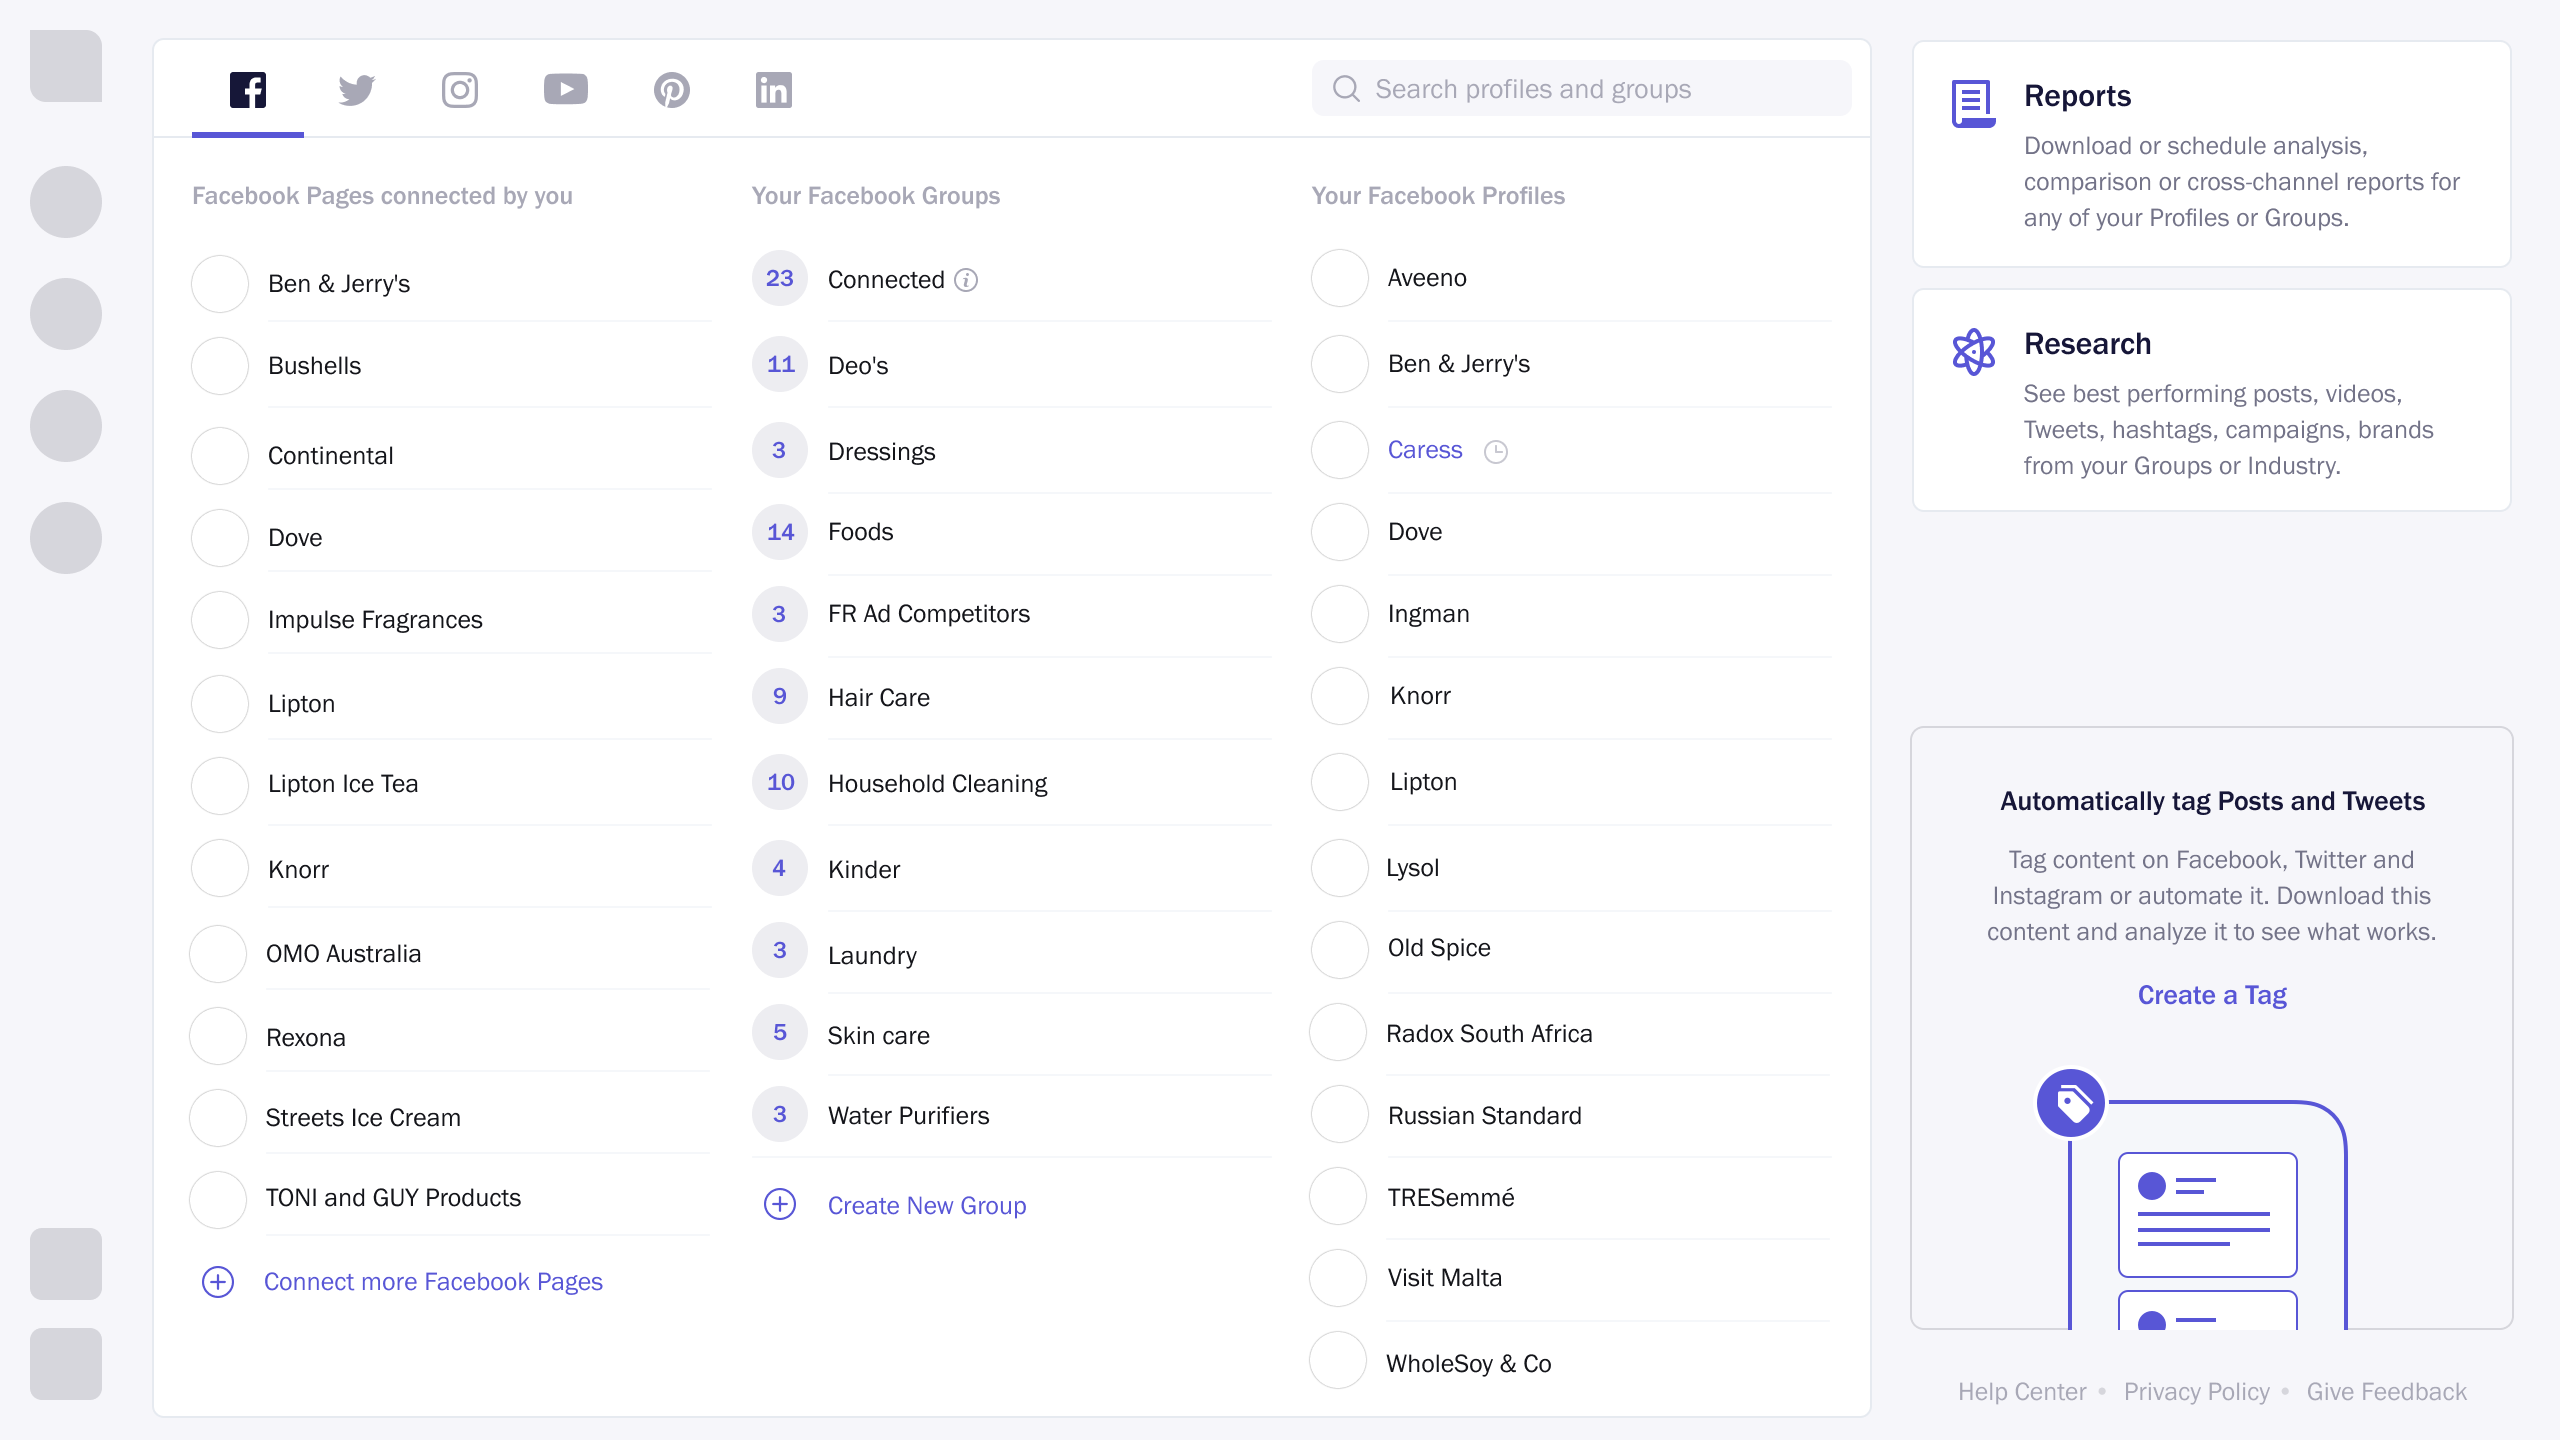 Search profiles and groups
Facebook Pages connected by you
Ben & Jerry's
Bushells
Continental
Dove
Impulse Fragrances
Lipton
Lipton Ice Tea
Knorr
OMO Australia
Rexona
Streets Ice Cream
TONI and GUY Products
Connect more Facebook Pages
Your Facebook Groups
23 Connected
11 Deo's
3 Dressings
14 Foods
3 FR Ad Competitors
9 Hair Care
10 Household Cleaning
4 Kinder
3 Laundry
5 Skin care
3 Water Purifiers
Create New Group
Your Facebook Profiles
Aveeno
Ben & Jerry's
Caress
Dove
Ingman
Knorr
Lipton
Lysol
Old Spice
Radox South Africa
Russian Standard
TRESemmé
Visit Malta
WholeSoy & Co
Reports
Download or schedule analysis,
comparison or cross-channel reports for
any of your Profiles or Groups.
Research
See best performing posts, videos,
Tweets, hashtags, campaigns, brands
from your Groups or Industry.
Automatically tag Posts and Tweets
Tag content on Facebook, Twitter and
Instagram or automate it. Download this
content and analyze it to see what works.
Create a Tag
Help Center • Privacy Policy • Give Feedback